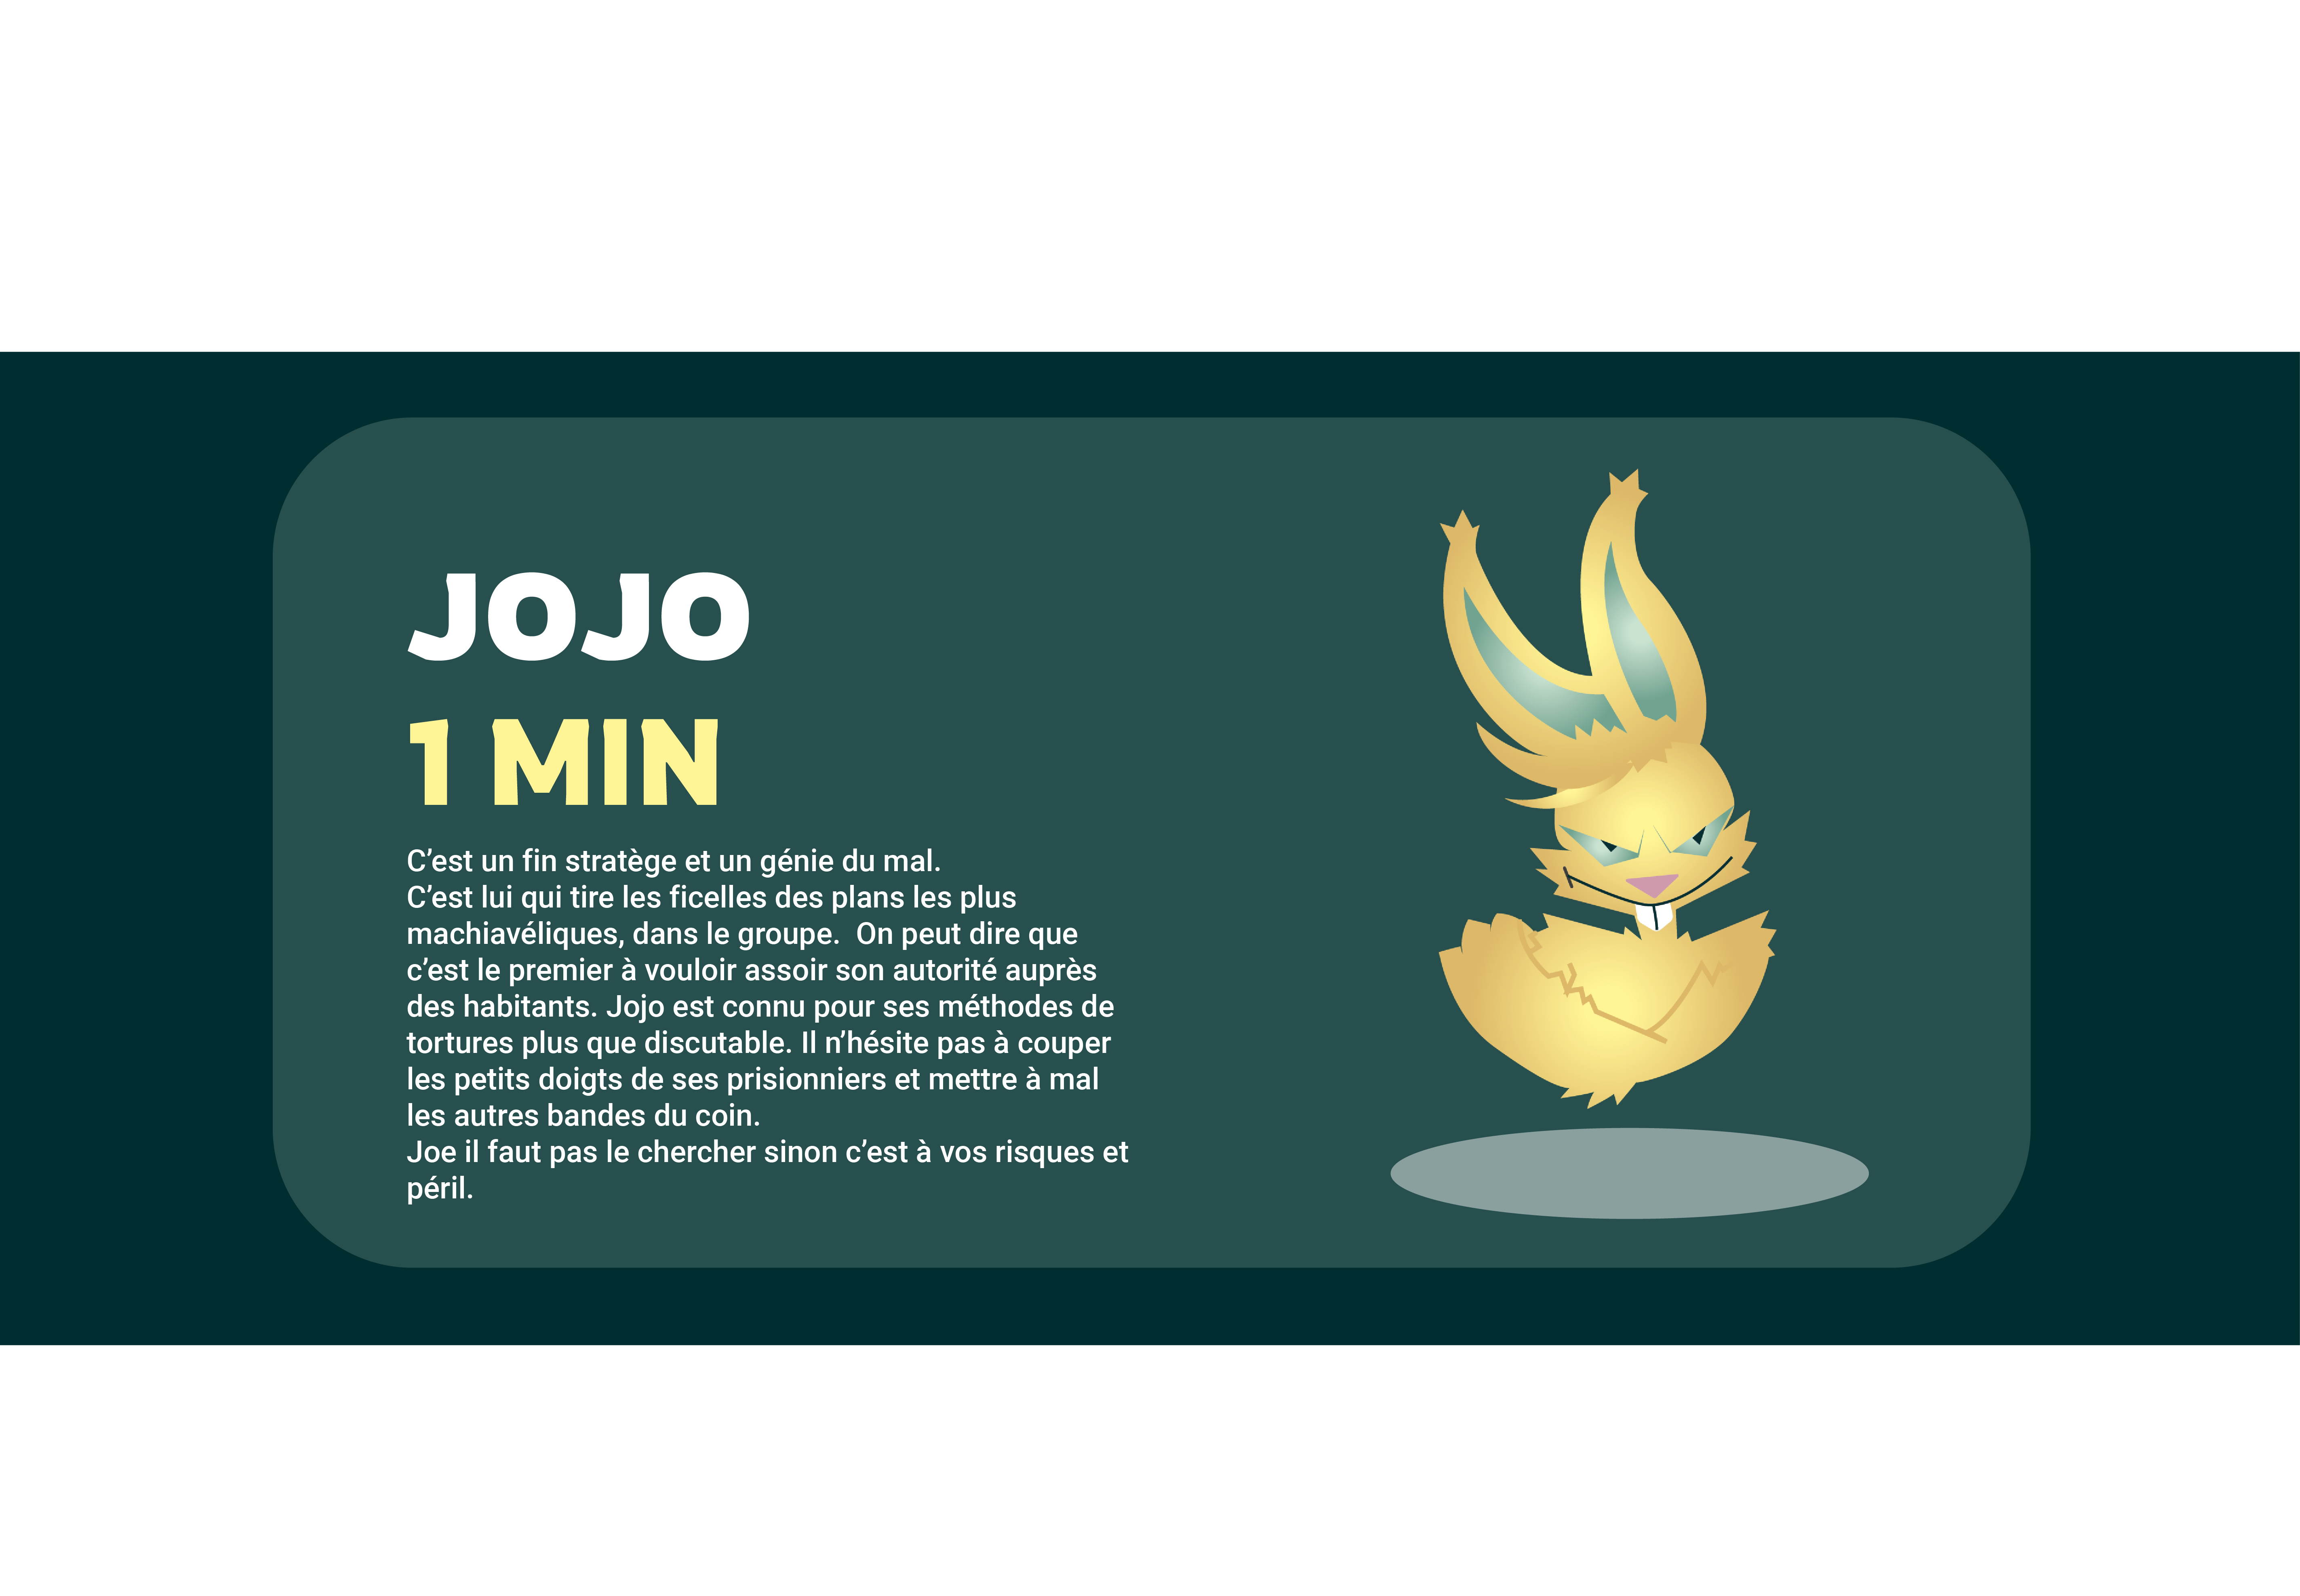 JOJO
1 MIN
C’est un fin stratège et un génie du mal.
C’est lui qui tire les ficelles des plans les plus
machiavéliques, dans le groupe.  On peut dire que
c’est le premier à vouloir assoir son autorité auprès
des habitants. Jojo est connu pour ses méthodes de
tortures plus que discutable. Il n’hésite pas à couper
les petits doigts de ses prisionniers et mettre à mal
les autres bandes du coin.
Joe il faut pas le chercher sinon c’est à vos risques et
péril.